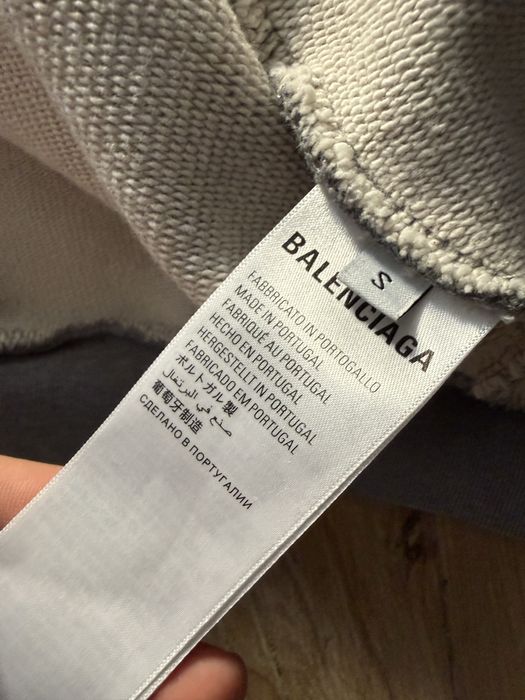 BALENCIAGA
S
FABBRICATO IN PORTOGALLO
MADE IN PORTUGAL
FABRIQUÉ AU PORTUGAL
HECHO EN PORTUGAL
HERGESTELLT IN PORTUGAL
FABRICADO EM PORTUGAL
ポルトガル製
صنع في البرتغال
葡萄牙制造
СДЕЛАНО В ПОРТУГАЛИИ